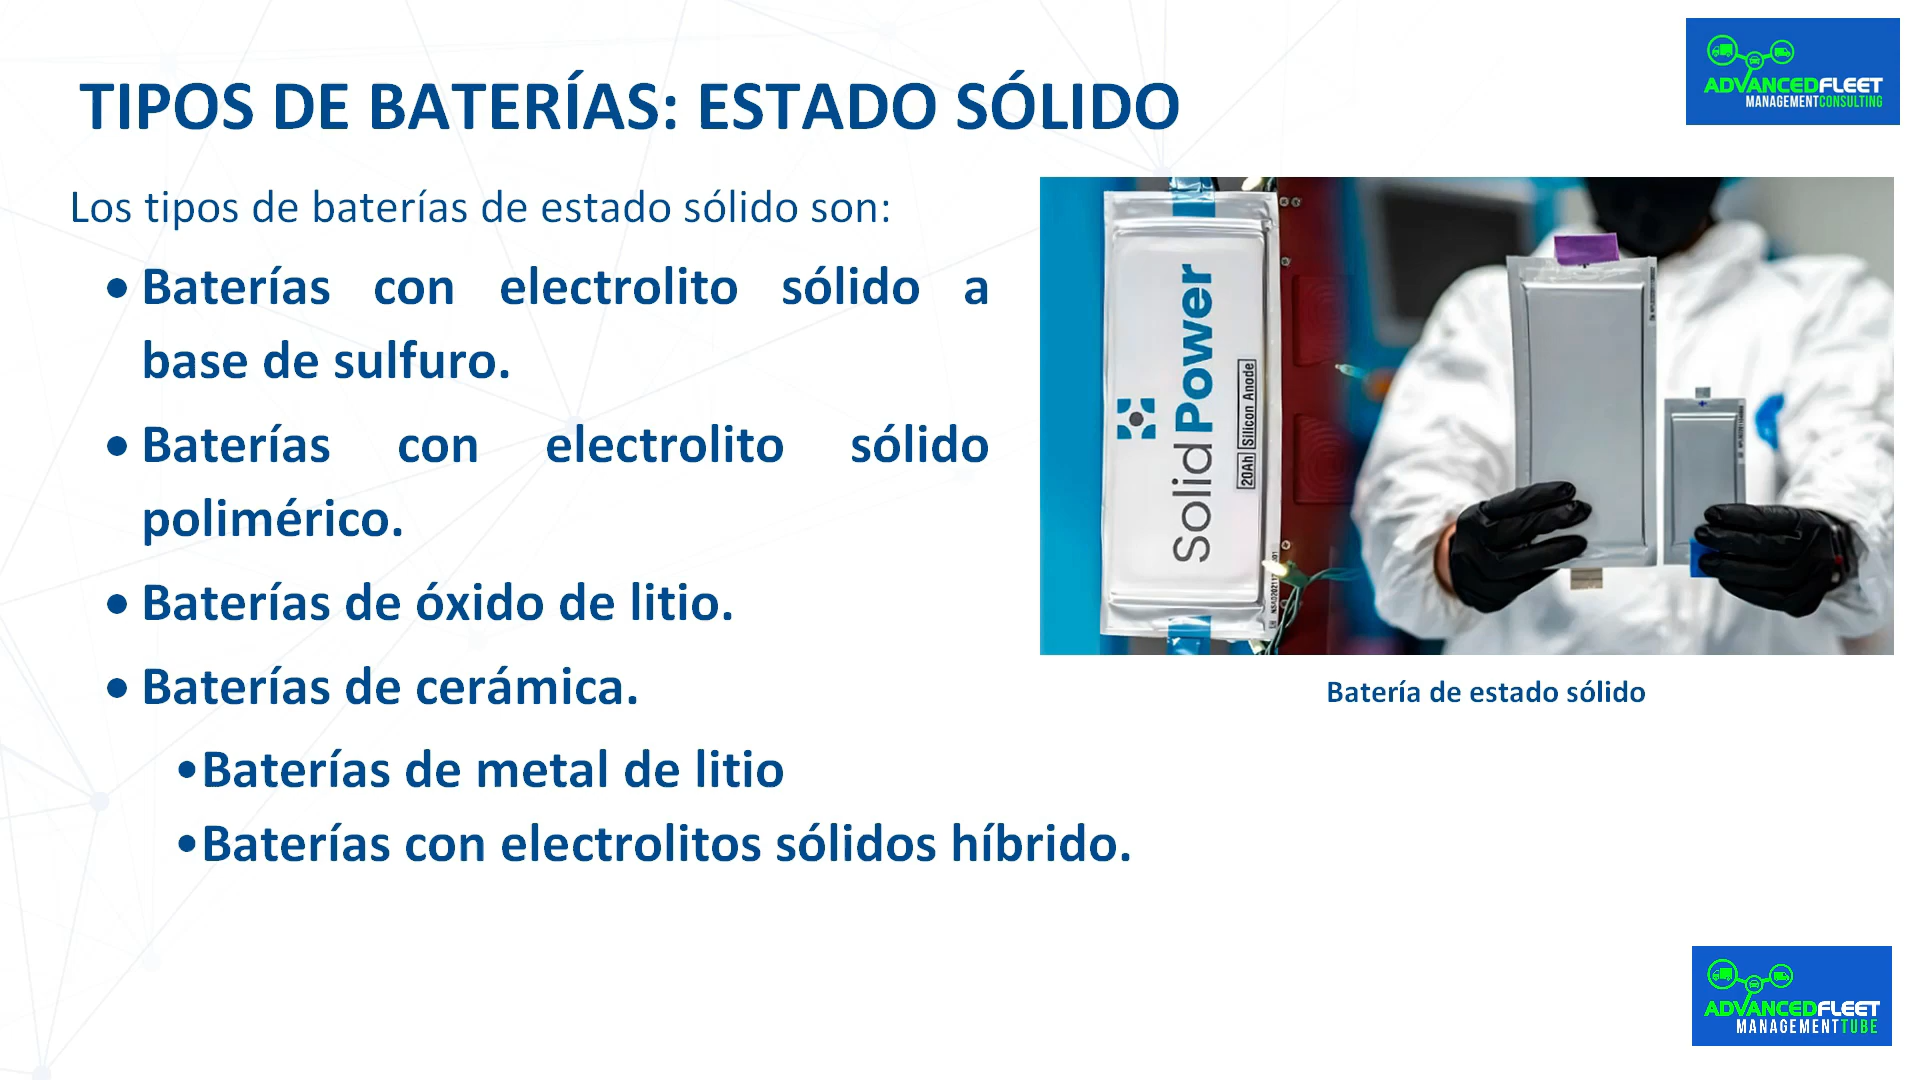 TIPOS DE BATERÍAS: ESTADO SÓLIDO
ADVANCEDFLEET
MANAGEMENTCONSULTING
Los tipos de baterías de estado sólido son:
• Baterías con electrolito sólido a
base de sulfuro.
• Baterías con electrolito sólido
polimérico.
• Baterías de óxido de litio.
• Baterías de cerámica.
•Baterías de metal de litio
•Baterías con electrolitos sólidos híbrido.
Solid Power
20Ah Silicon Anode
Batería de estado sólido
ADVANCEDFLEET
MANAGEMENTTUBE